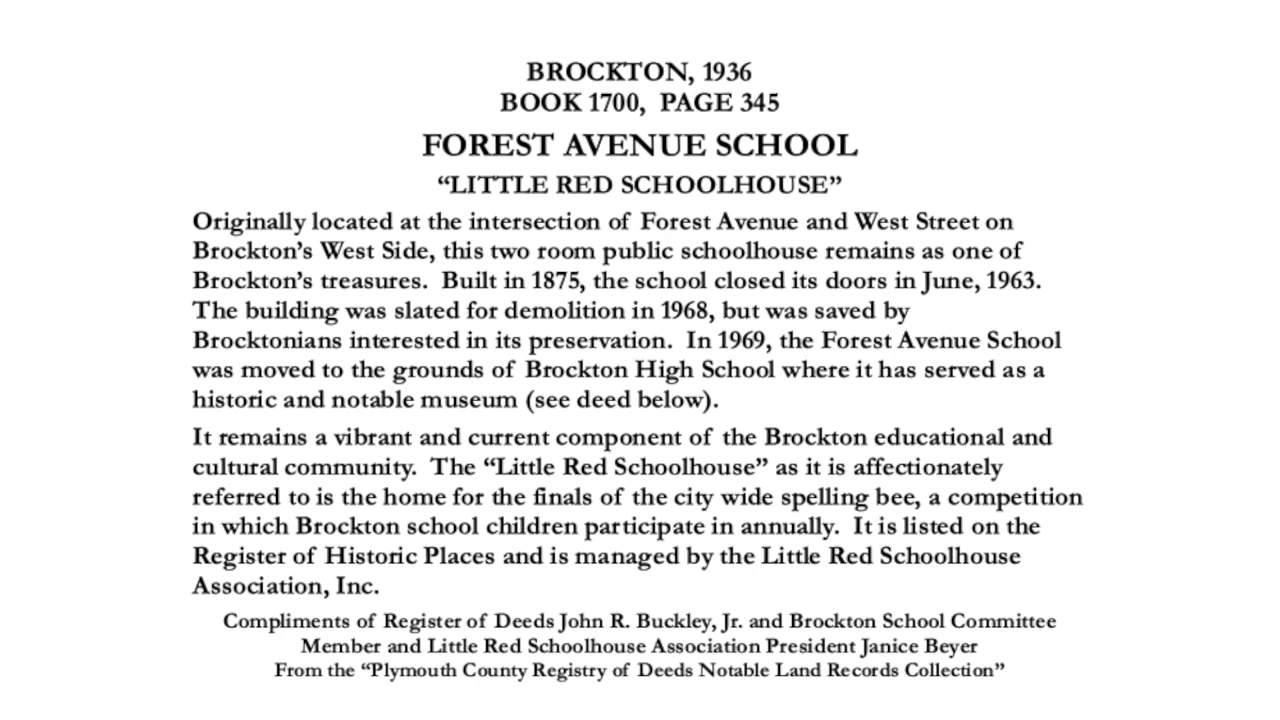 BROCKTON, 1936
BOOK 1700, PAGE 345
FOREST AVENUE SCHOOL
“LITTLE RED SCHOOLHOUSE”
Originally located at the intersection of Forest Avenue and West Street on
Brockton’s West Side, this two room public schoolhouse remains as one of
Brockton’s treasures. Built in 1875, the school closed its doors in June, 1963.
The building was slated for demolition in 1968, but was saved by
Brocktonians interested in its preservation. In 1969, the Forest Avenue School
was moved to the grounds of Brockton High School where it has served as a
historic and notable museum (see deed below).
It remains a vibrant and current component of the Brockton educational and
cultural community. The “Little Red Schoolhouse” as it is affectionately
referred to is the home for the finals of the city wide spelling bee, a competition
in which Brockton school children participate in annually. It is listed on the
Register of Historic Places and is managed by the Little Red Schoolhouse
Association, Inc.
Compliments of Register of Deeds John R. Buckley, Jr. and Brockton School Committee
Member and Little Red Schoolhouse Association President Janice Beyer
From the “Plymouth County Registry of Deeds Notable Land Records Collection”